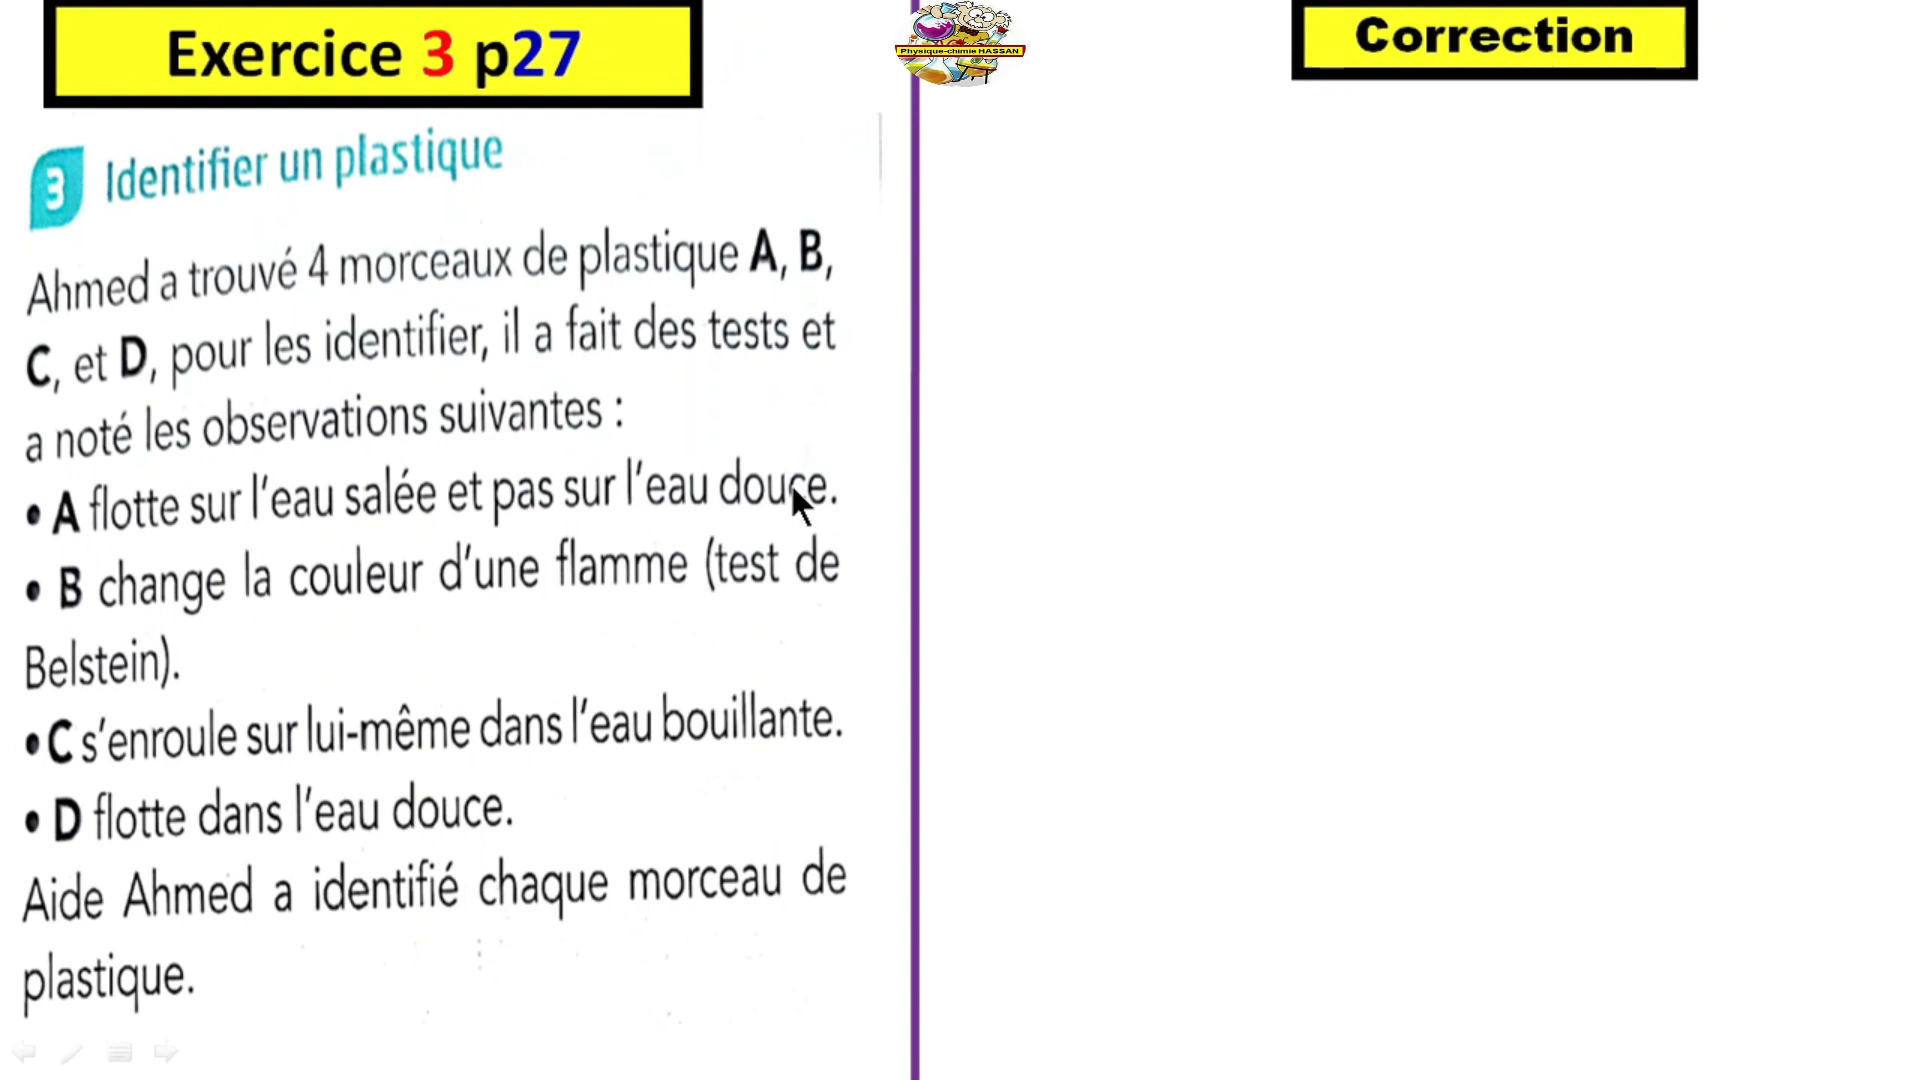 Exercice 3 p27
Physique-chimie HASSAN
Correction
3 Identifier un plastique
Ahmed a trouvé 4 morceaux de plastique A, B,
C, et D, pour les identifier, il a fait des tests et
a noté les observations suivantes :
• A flotte sur l'eau salée et pas sur l'eau douce.
• B change la couleur d'une flamme (test de
Belstein).
• C s'enroule sur lui-même dans l'eau bouillante.
• D flotte dans l'eau douce.
Aide Ahmed a identifié chaque morceau de
plastique.